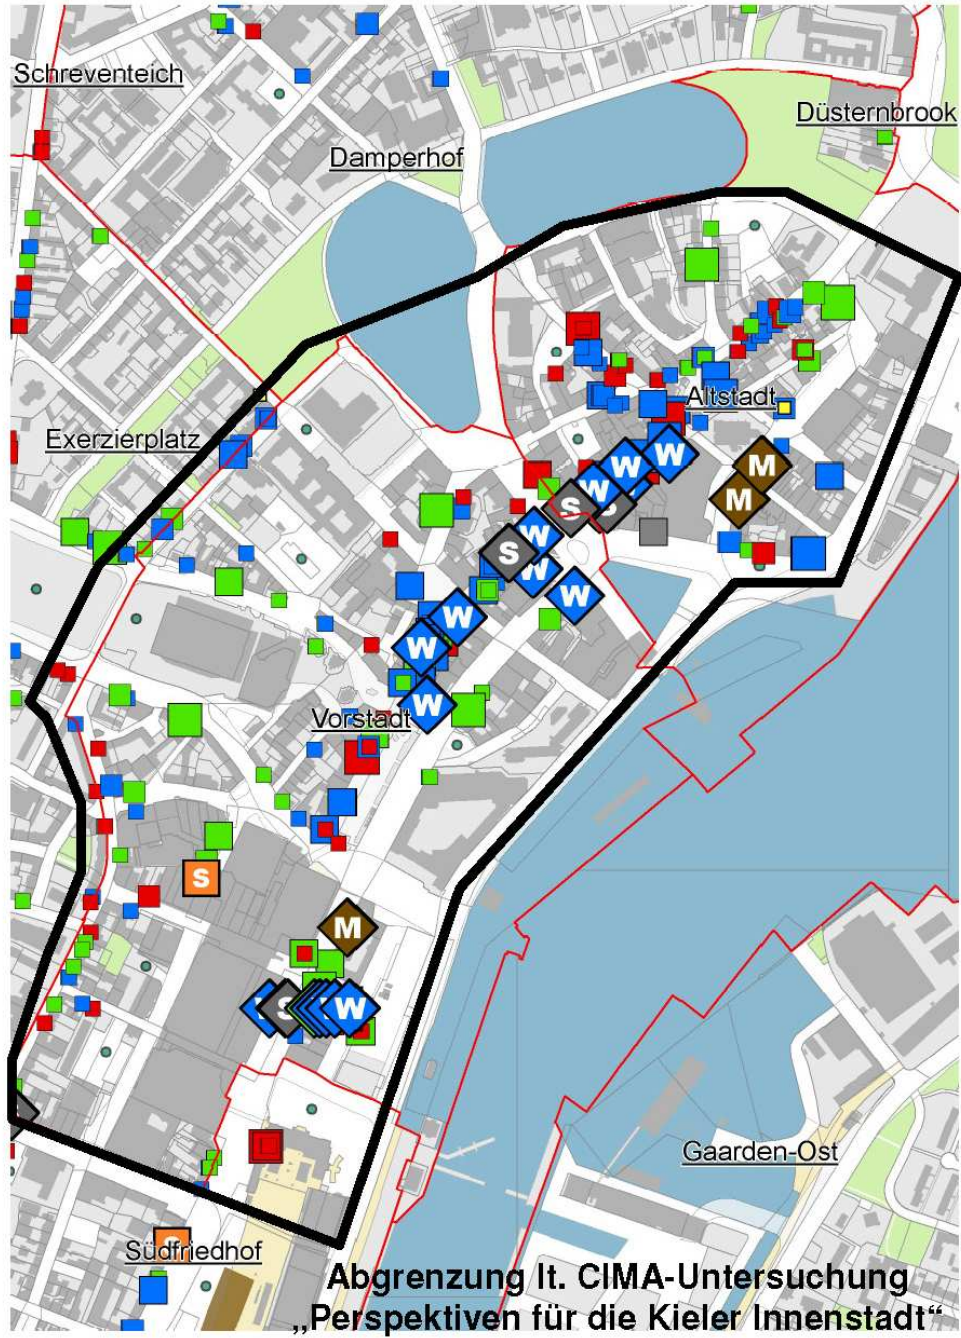 Schreventeich
Düsternbrook
Damperhof
Altstadt
Exerzierplatz
W
W
M
W
M
S
S
W
S
W
W
W
W
Vorstadt
W
S
M
S
W
Gaarden-Ost
S
Südfriedhof
Abgrenzung lt. CIMA-Untersuchung
„Perspektiven für die Kieler Innenstadt“